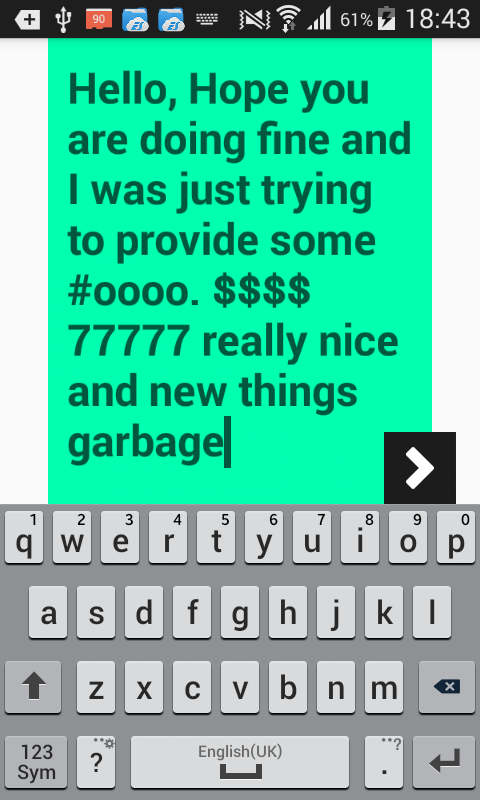 90 61% 18:43
Hello, Hope you
are doing fine and
I was just trying
to provide some
#oooo. $$$$
77777 really nice
and new things
garbage
1 2 3 4 5 6 7 8 9 0
q w e r t y u i o p
a s d f g h j k l
z x c v b n m
123
Sym ? English(UK) . ?